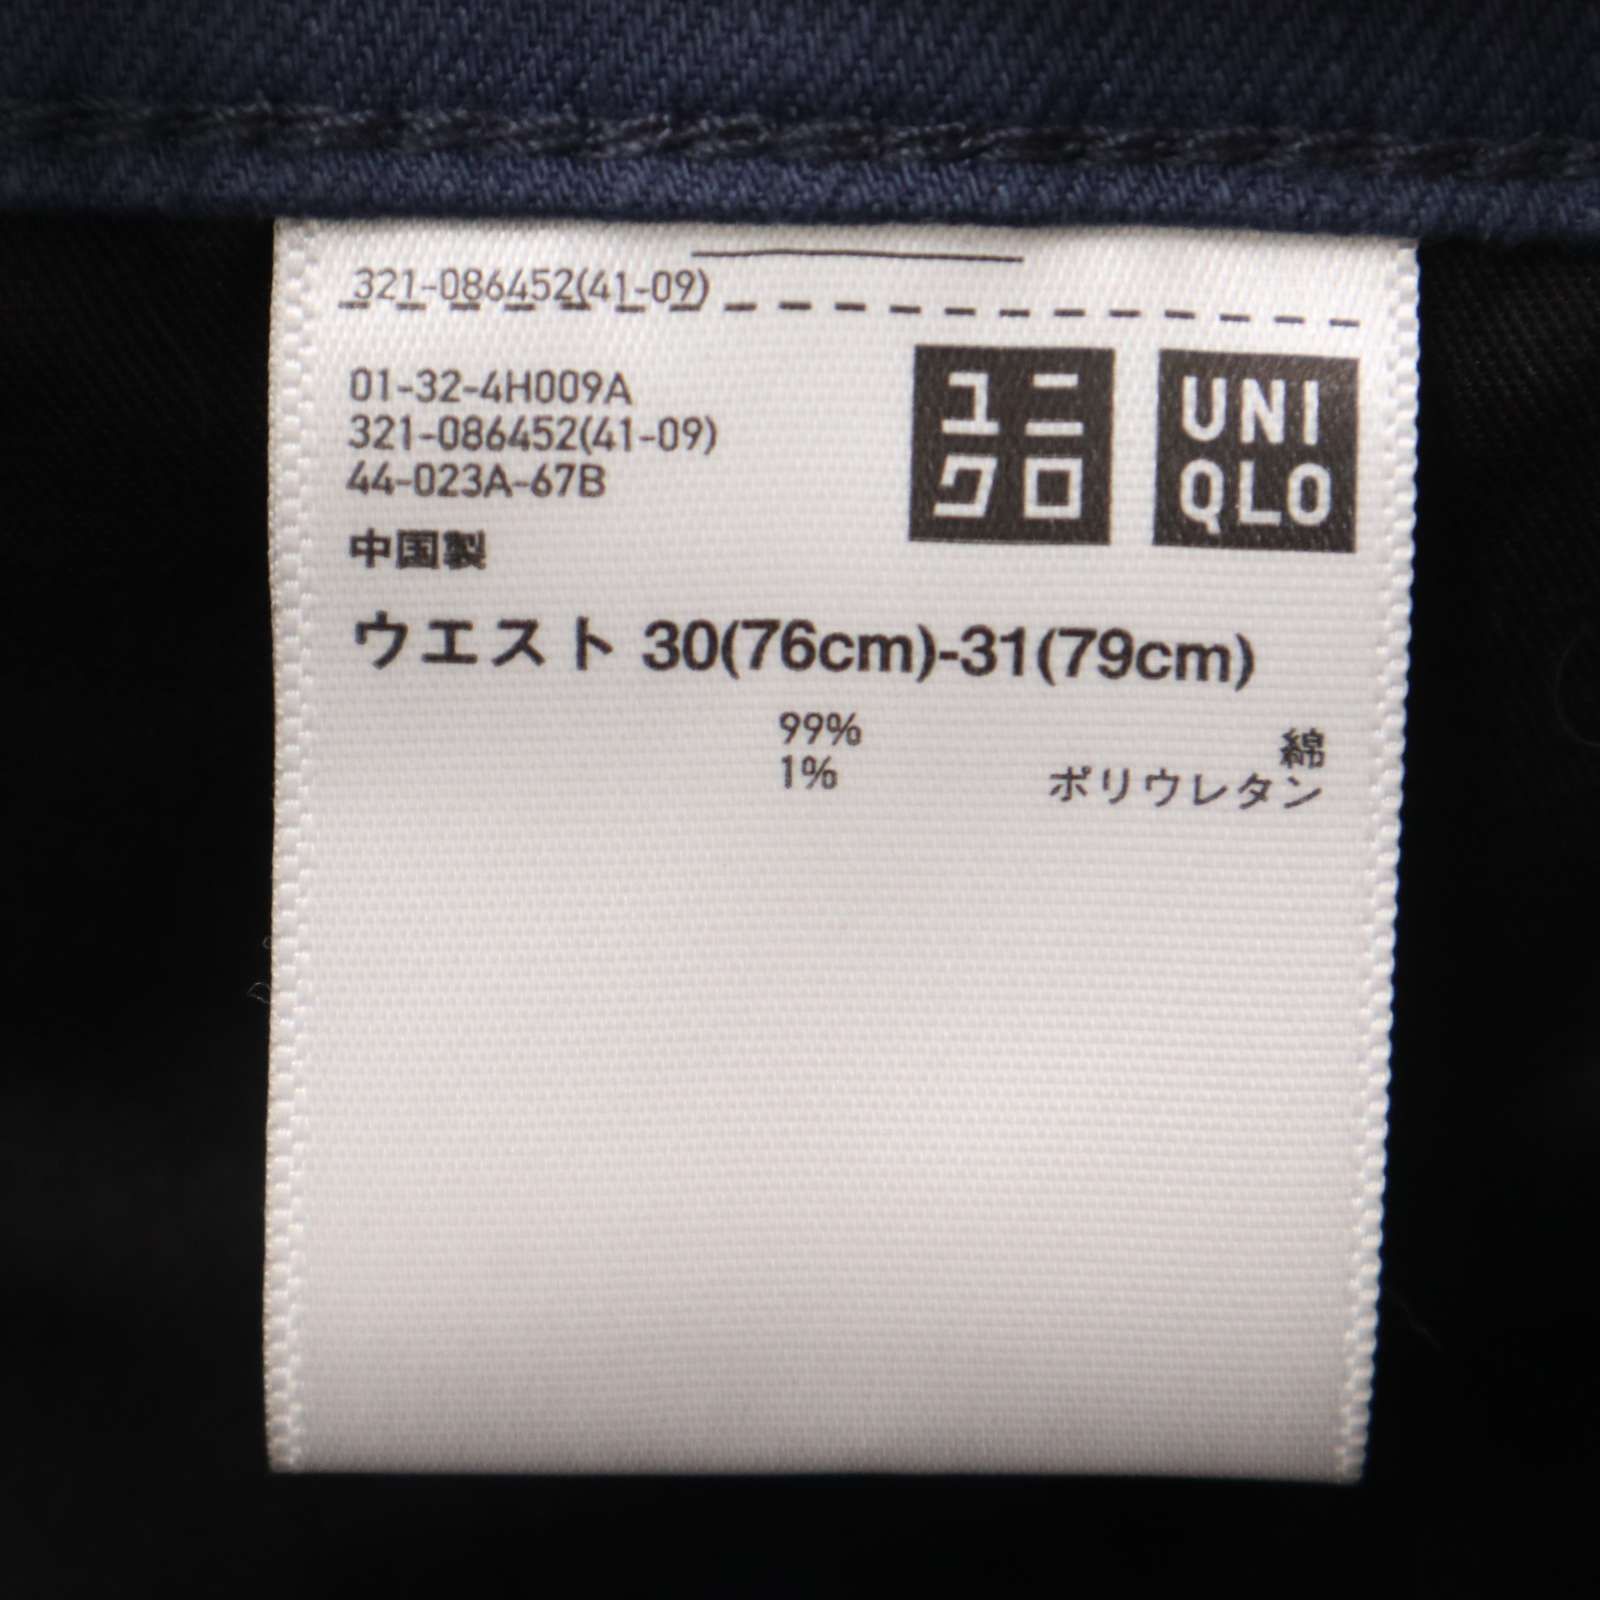 321-086452(41-09)
01-32-4H009A
321-086452(41-09)
44-023A-67B
中国製
ユニ
クロ
UNI
QLO
ウエスト 30(76cm)-31(79cm)
99% 綿
1% ポリウレタン